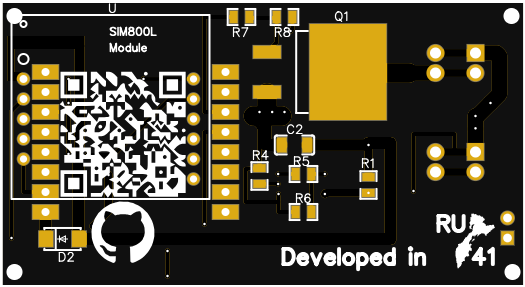 U
SIM800L
Module
R7
R8
Q1
C2
R4
R5
R1
R6
D2
Developed in
RU
41